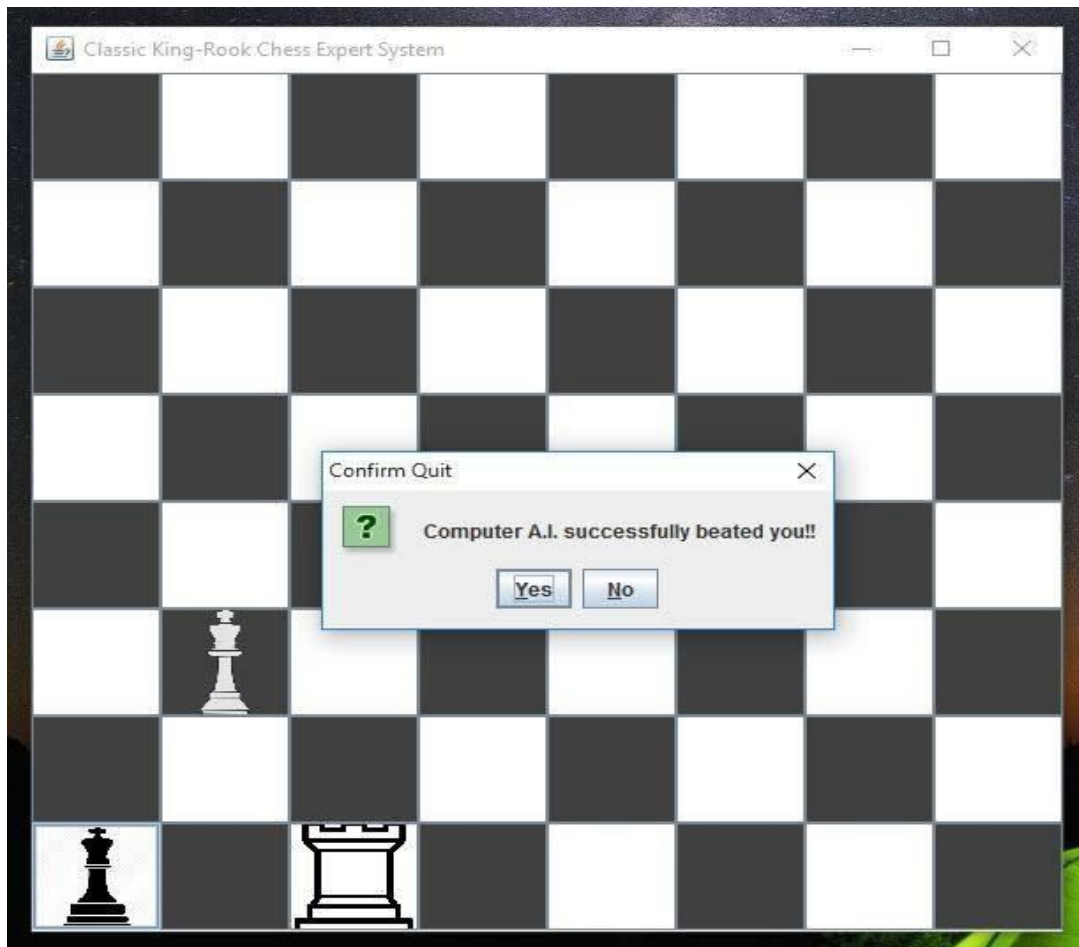 Classic King-Rook Chess Expert System
Confirm Quit
Computer A.I. successfully beated you!!
Yes
No